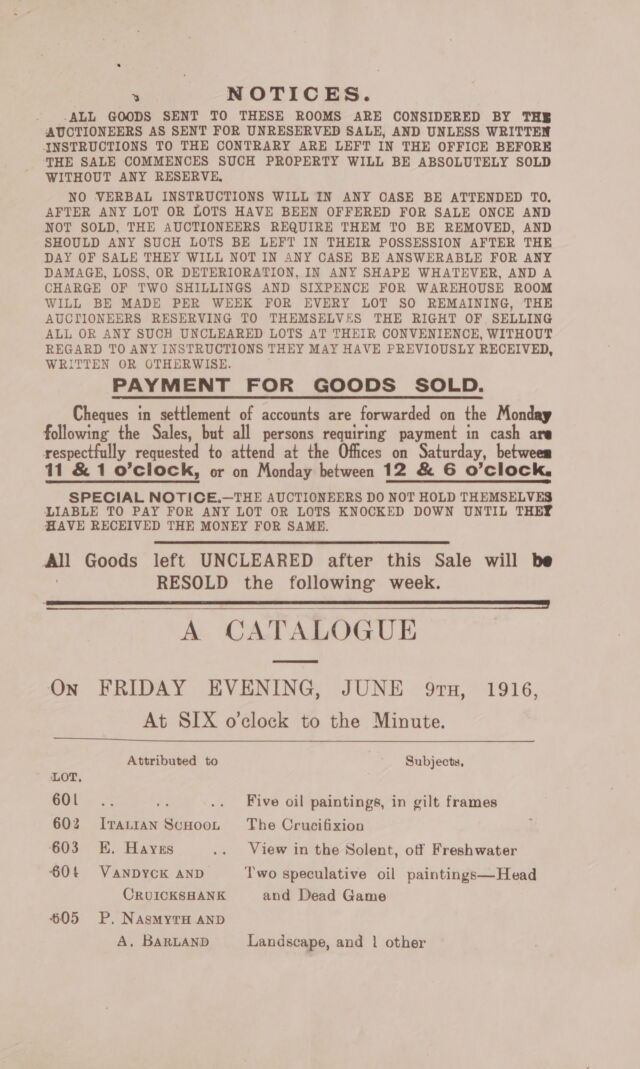 NOTICES.
ALL GOODS SENT TO THESE ROOMS ARE CONSIDERED BY THE
AUCTIONEERS AS SENT FOR UNRESERVED SALE, AND UNLESS WRITTEN
INSTRUCTIONS TO THE CONTRARY ARE LEFT IN THE OFFICE BEFORE
THE SALE COMMENCES SUCH PROPERTY WILL BE ABSOLUTELY SOLD
WITHOUT ANY RESERVE.
NO VERBAL INSTRUCTIONS WILL IN ANY CASE BE ATTENDED TO.
AFTER ANY LOT OR LOTS HAVE BEEN OFFERED FOR SALE ONCE AND
NOT SOLD, THE AUCTIONEERS REQUIRE THEM TO BE REMOVED, AND
SHOULD ANY SUCH LOTS BE LEFT IN THEIR POSSESSION AFTER THE
DAY OF SALE THEY WILL NOT IN ANY CASE BE ANSWERABLE FOR ANY
DAMAGE, LOSS, OR DETERIORATION, IN ANY SHAPE WHATEVER, AND A
CHARGE OF TWO SHILLINGS AND SIXPENCE FOR WAREHOUSE ROOM
WILL BE MADE PER WEEK FOR EVERY LOT SO REMAINING, THE
AUCTIONEERS RESERVING TO THEMSELVES THE RIGHT OF SELLING
ALL OR ANY SUCH UNCLEARED LOTS AT THEIR CONVENIENCE, WITHOUT
REGARD TO ANY INSTRUCTIONS THEY MAY HAVE PREVIOUSLY RECEIVED,
WRITTEN OR OTHERWISE.
PAYMENT FOR GOODS SOLD.
Cheques in settlement of accounts are forwarded on the Monday
following the Sales, but all persons requiring payment in cash are
respectfully requested to attend at the Offices on Saturday, between
11 & 1 o'clock, or on Monday between 12 & 6 o'clock.
SPECIAL NOTICE.—THE AUCTIONEERS DO NOT HOLD THEMSELVES
LIABLE TO PAY FOR ANY LOT OR LOTS KNOCKED DOWN UNTIL THEY
HAVE RECEIVED THE MONEY FOR SAME.
All Goods left UNCLEARED after this Sale will be
RESOLD the following week.
A CATALOGUE
ON FRIDAY EVENING, JUNE 9TH, 1916,
At SIX o'clock to the Minute.
Attributed to Subjects.
LOT.
601 .. .. .. Five oil paintings, in gilt frames
602 ITALIAN SCHOOL The Crucifixion
603 E. HAYES .. View in the Solent, off Freshwater
604 VANDYCK AND Two speculative oil paintings—Head
CRUICKSHANK and Dead Game
605 P. NASMYTH AND
A. BARLAND Landscape, and 1 other